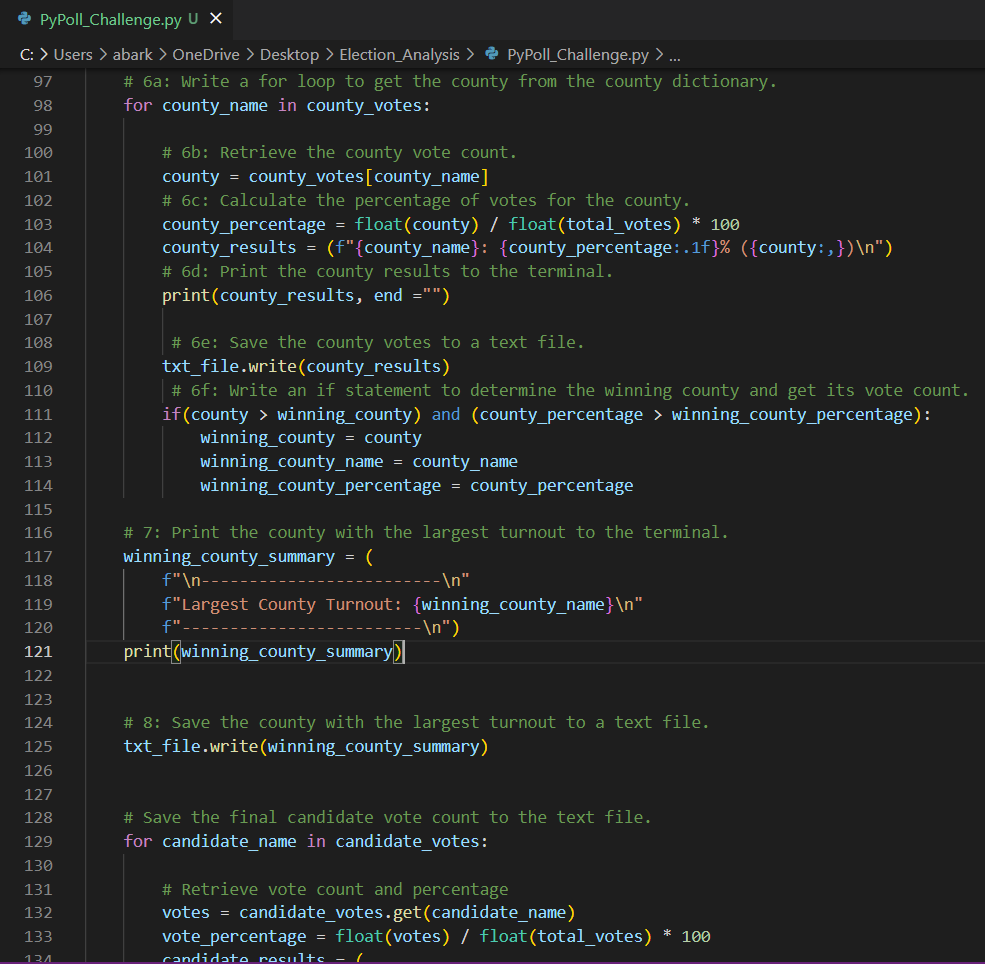 PyPoll_Challenge.py U ×
C: > Users > abark > OneDrive > Desktop > Election_Analysis > PyPoll_Challenge.py > ...
97 # 6a: Write a for loop to get the county from the county dictionary.
98 for county_name in county_votes:
99
100 # 6b: Retrieve the county vote count.
101 county = county_votes[county_name]
102 # 6c: Calculate the percentage of votes for the county.
103 county_percentage = float(county) / float(total_votes) * 100
104 county_results = (f"{county_name}: {county_percentage:.1f}% ({county:,})\n")
105 # 6d: Print the county results to the terminal.
106 print(county_results, end ="")
107
108 # 6e: Save the county votes to a text file.
109 txt_file.write(county_results)
110 # 6f: Write an if statement to determine the winning county and get its vote count.
111 if(county > winning_county) and (county_percentage > winning_county_percentage):
112 winning_county = county
113 winning_county_name = county_name
114 winning_county_percentage = county_percentage
115
116 # 7: Print the county with the largest turnout to the terminal.
117 winning_county_summary = (
118 f"\n-------------------------\n"
119 f"Largest County Turnout: {winning_county_name}\n"
120 f"-------------------------\n")
121 print(winning_county_summary)
122
123
124 # 8: Save the county with the largest turnout to a text file.
125 txt_file.write(winning_county_summary)
126
127
128 # Save the final candidate vote count to the text file.
129 for candidate_name in candidate_votes:
130
131 # Retrieve vote count and percentage
132 votes = candidate_votes.get(candidate_name)
133 vote_percentage = float(votes) / float(total_votes) * 100
134 candidate_results = (